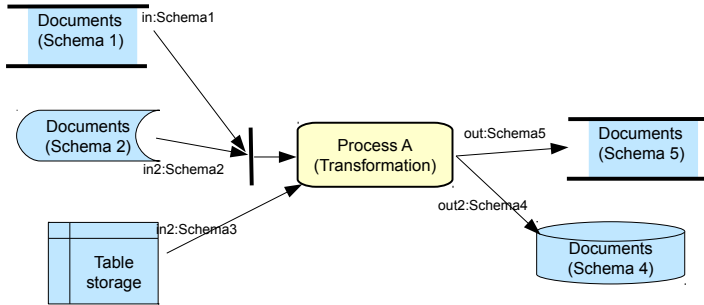 Documents
(Schema 1)
in:Schema1
Documents
(Schema 2)
in2:Schema2
Table
storage
in2:Schema3
Process A
(Transformation)
out:Schema5
Documents
(Schema 5)
out2:Schema4
Documents
(Schema 4)